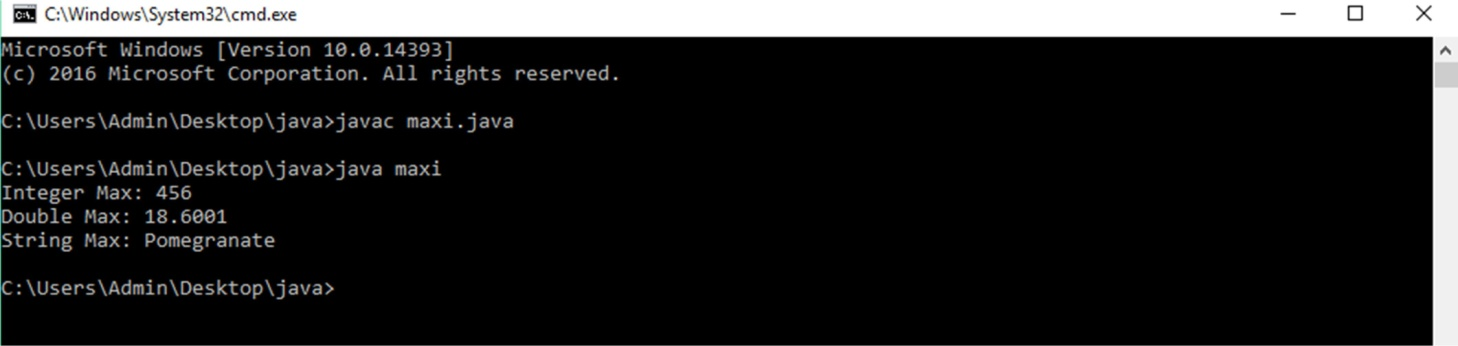 C:\Windows\System32\cmd.exe
Microsoft Windows [Version 10.0.14393]
(c) 2016 Microsoft Corporation. All rights reserved.
C:\Users\Admin\Desktop\java>javac maxi.java
C:\Users\Admin\Desktop\java>java maxi
Integer Max: 456
Double Max: 18.6001
String Max: Pomegranate
C:\Users\Admin\Desktop\java>